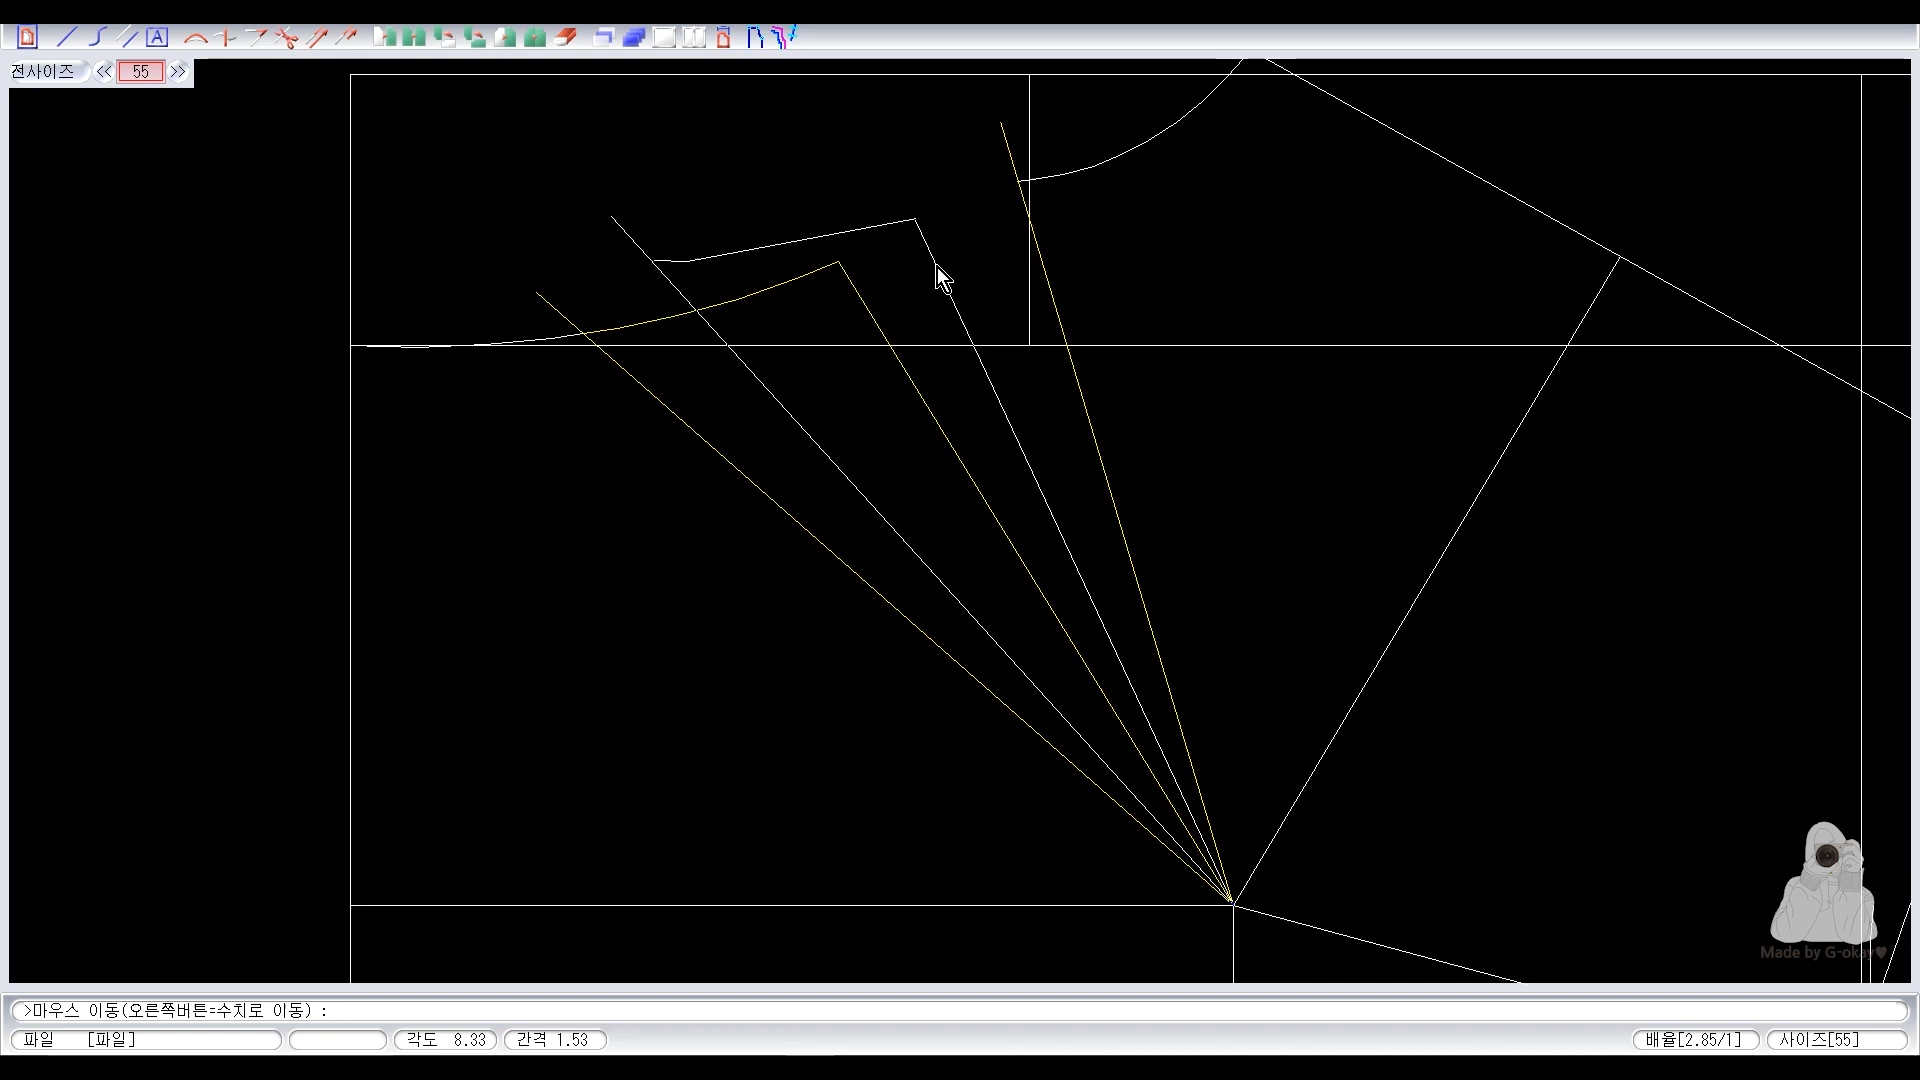 A
전사이즈 << 55 >>
Made by G-okay♥
>마우스 이동(오른쪽버튼=수치로 이동) :
파일 [파일] 각도 8.33 간격 1.53 배율[2.85/1] 사이즈[55]